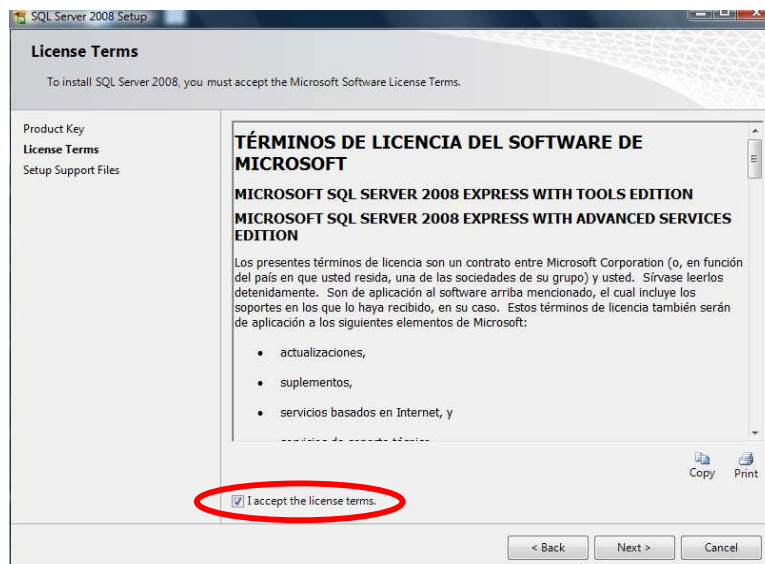 SQL Server 2008 Setup
License Terms
To install SQL Server 2008, you must accept the Microsoft Software License Terms.
Product Key
License Terms
Setup Support Files
TÉRMINOS DE LICENCIA DEL SOFTWARE DE
MICROSOFT
MICROSOFT SQL SERVER 2008 EXPRESS WITH TOOLS EDITION
MICROSOFT SQL SERVER 2008 EXPRESS WITH ADVANCED SERVICES
EDITION
Los presentes términos de licencia son un contrato entre Microsoft Corporation (o, en función
del país en que usted resida, una de las sociedades de su grupo) y usted. Sírvase leerlos
detenidamente. Son de aplicación al software arriba mencionado, el cual incluye los
soportes en los que lo haya recibido, en su caso. Estos términos de licencia también serán
de aplicación a los siguientes elementos de Microsoft:
• actualizaciones,
• suplementos,
• servicios basados en Internet, y
Copy Print
I accept the license terms.
< Back Next > Cancel